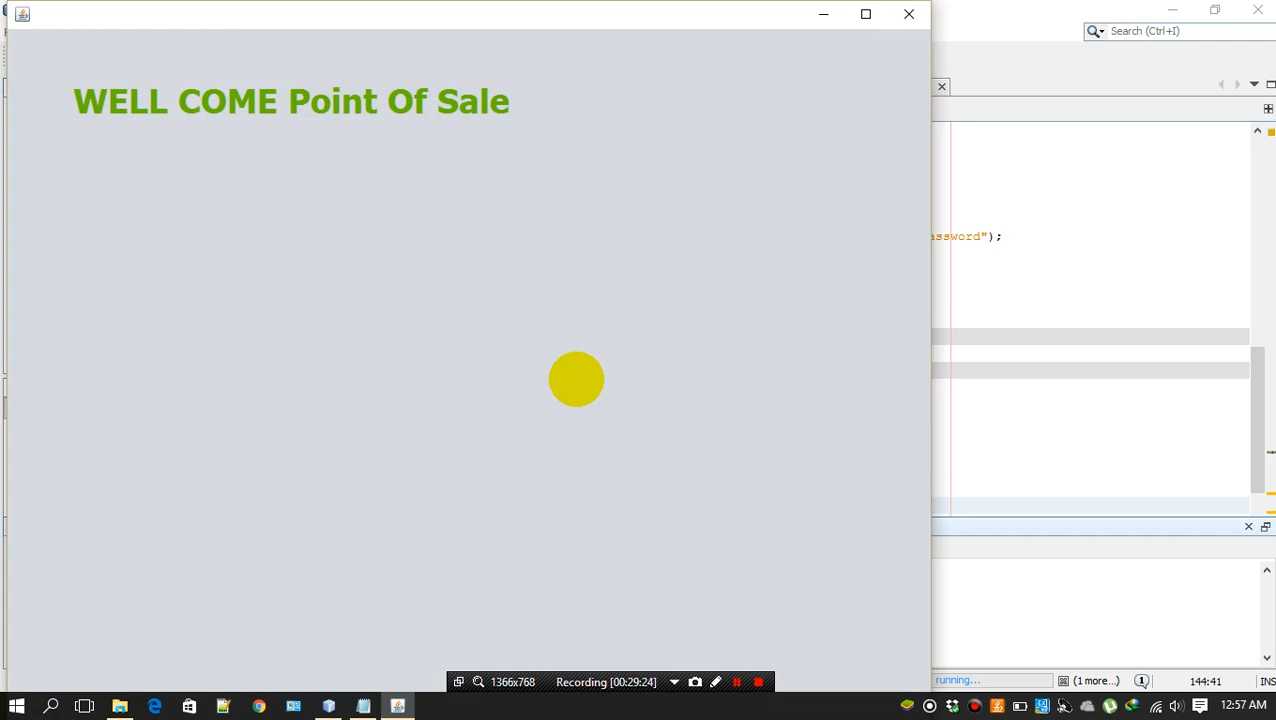 Search (Ctrl+I)
WELL COME Point Of Sale
assword");
1366x768
Recording [00:29:24]
running...
(1 more...)
144:41
INS
12:57 AM